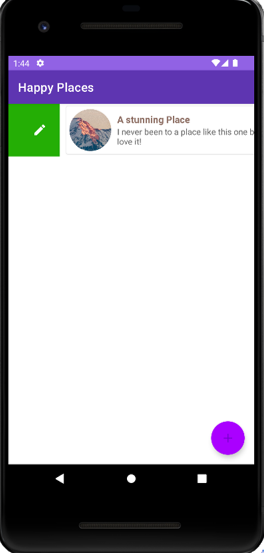 1:44
Happy Places
A stunning Place
I never been to a place like this one b
love it!
+